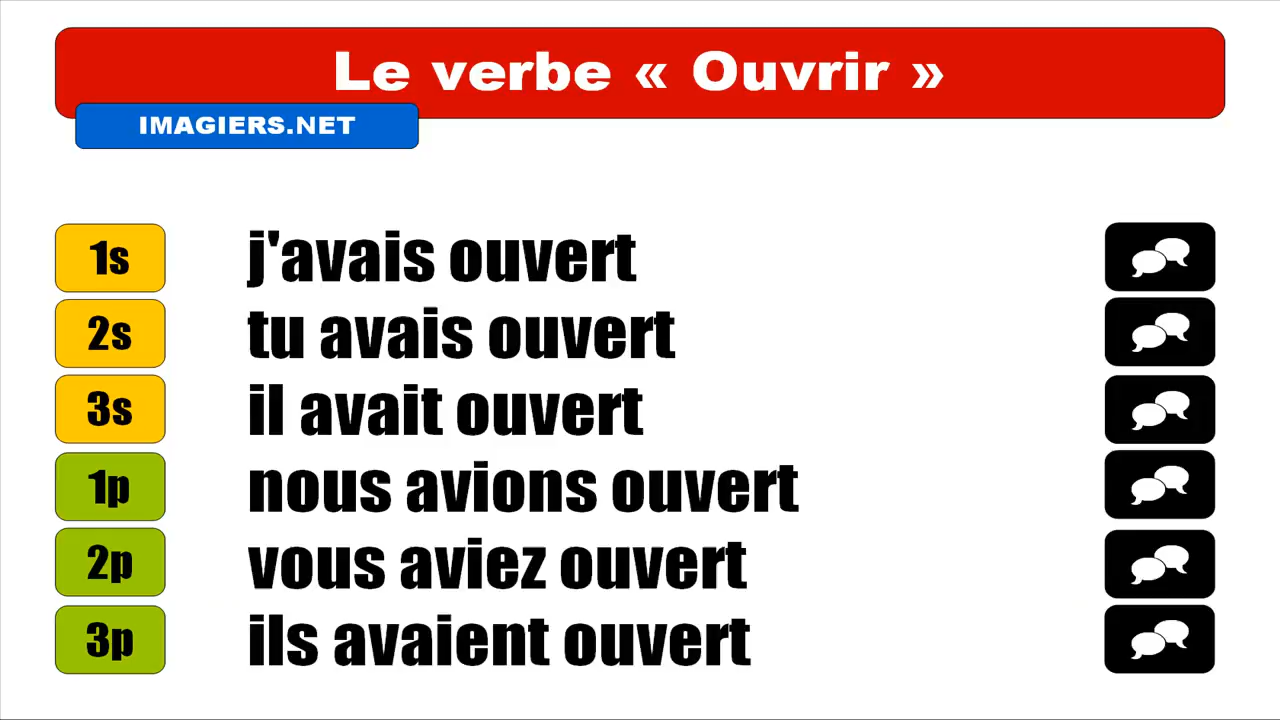 Le verbe « Ouvrir »
IMAGIERS.NET
1s j'avais ouvert
2s tu avais ouvert
3s il avait ouvert
1p nous avions ouvert
2p vous aviez ouvert
3p ils avaient ouvert